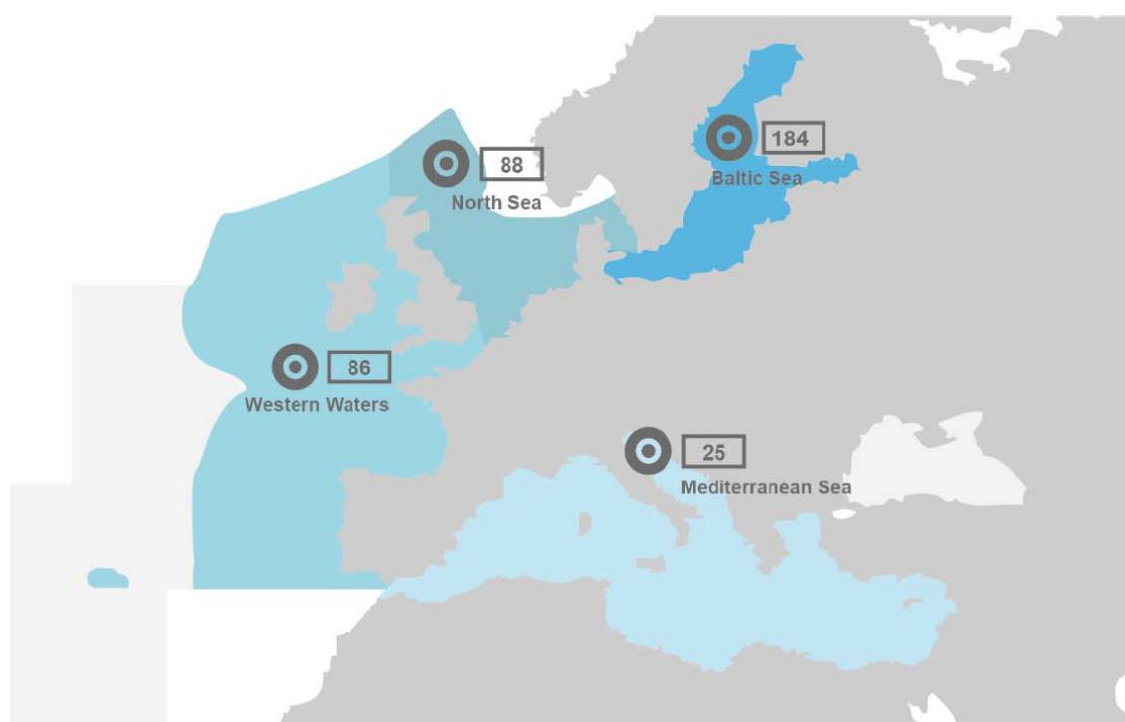 184
Baltic Sea
88
North Sea
86
Western Waters
25
Mediterranean Sea